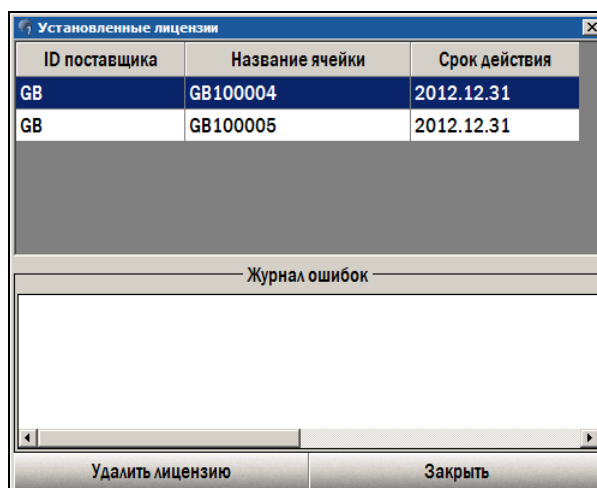 Установленные лицензии
ID поставщика Название ячейки Срок действия
GB GB100004 2012.12.31
GB GB100005 2012.12.31
Журнал ошибок
Удалить лицензию Закрыть